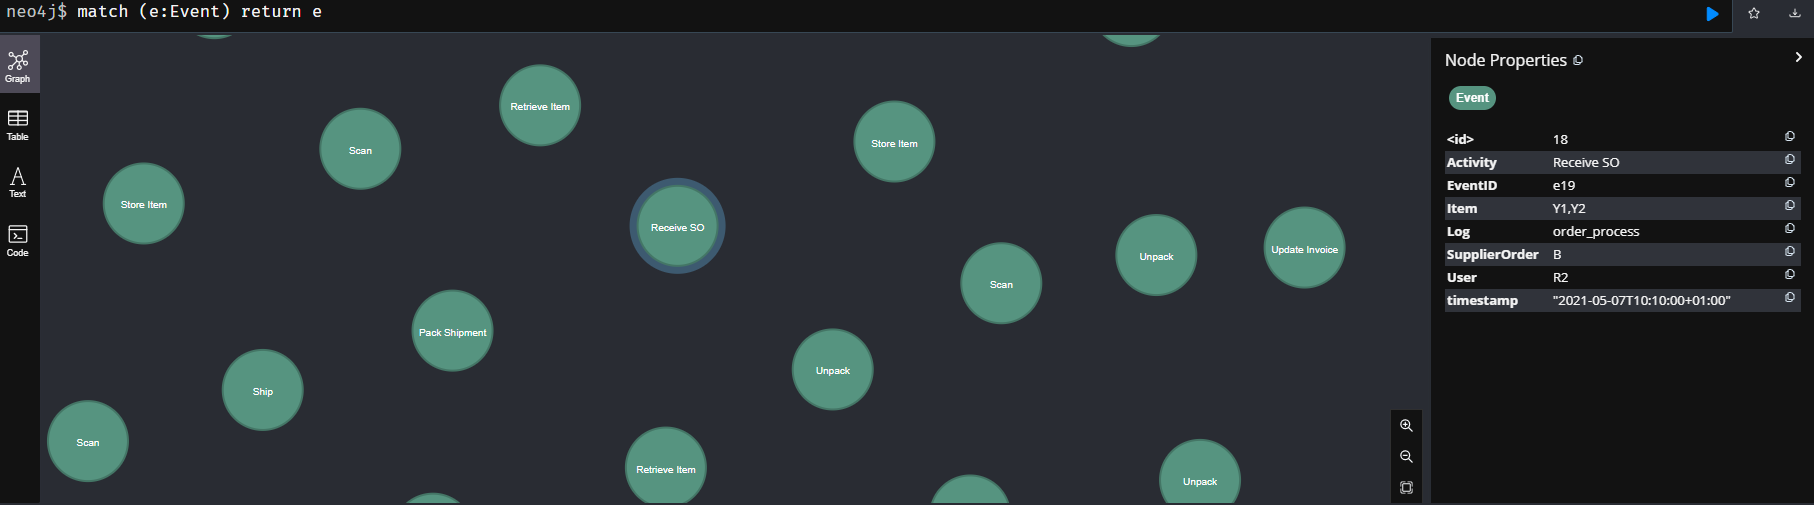 neo4j$ match (e:Event) return e
Graph
Table
Text
Code
Retrieve Item
Scan
Store Item
Store Item
Receive SO
Unpack
Update Invoice
Scan
Pack Shipment
Unpack
Ship
Scan
Retrieve Item
Unpack
Node Properties
Event
<id> 18
Activity Receive SO
EventID e19
Item Y1,Y2
Log order_process
SupplierOrder B
User R2
timestamp "2021-05-07T10:10:00+01:00"